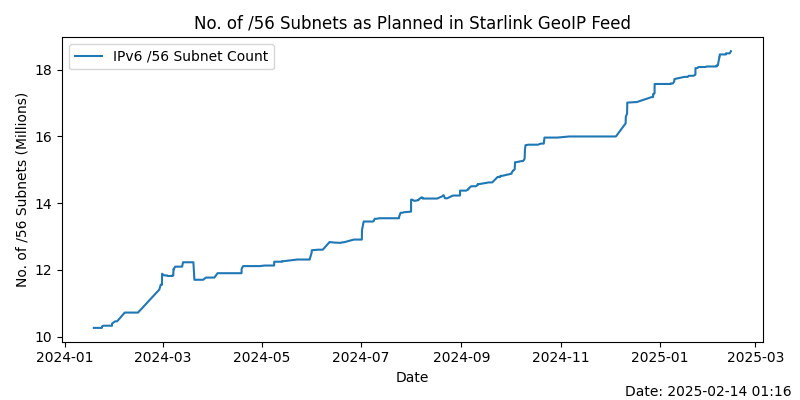 No. of /56 Subnets as Planned in Starlink GeoIP Feed
IPv6 /56 Subnet Count
No. of /56 Subnets (Millions)
18
16
14
12
10
2024-01 2024-03 2024-05 2024-07 2024-09 2024-11 2025-01 2025-03
Date
Date: 2025-02-14 01:16